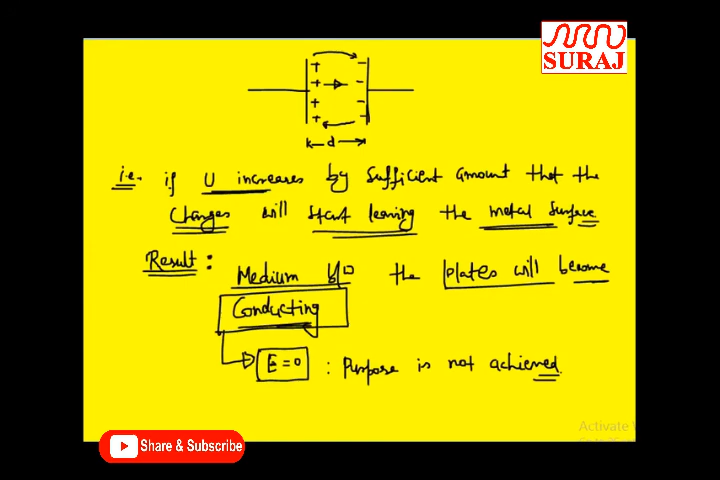 SURAJ
+ -
+ -
+ -
+ -
k- d →
i.e. if U increases by sufficient amount that the
Charges will start leaving the metal surface
Result :
Medium b/n the plates will become
Conducting
E = 0 : Purpose is not achieved.
Activate
Share & Subscribe